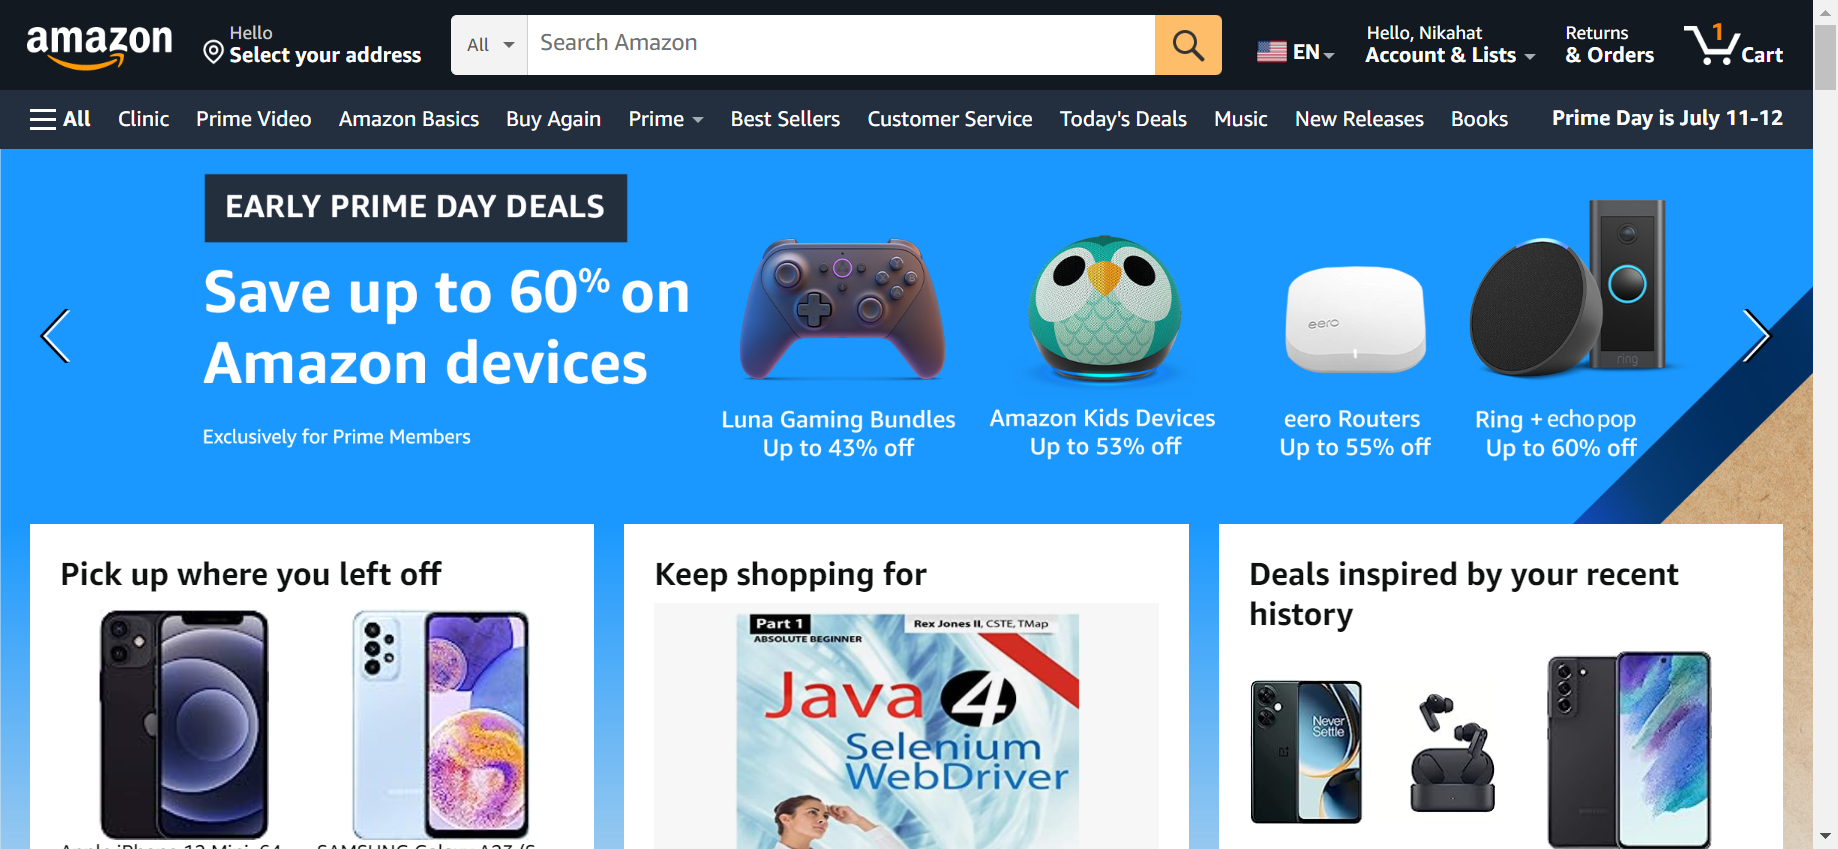 amazon
Hello
Select your address
All
Search Amazon
EN
Hello, Nikahat
Account & Lists
Returns
& Orders
1
Cart
All
Clinic
Prime Video
Amazon Basics
Buy Again
Prime
Best Sellers
Customer Service
Today's Deals
Music
New Releases
Books
Prime Day is July 11-12
EARLY PRIME DAY DEALS
Save up to 60% on
Amazon devices
Exclusively for Prime Members
eero
ring
Luna Gaming Bundles
Up to 43% off
Amazon Kids Devices
Up to 53% off
eero Routers
Up to 55% off
Ring + echo pop
Up to 60% off
Pick up where you left off
Keep shopping for
Part 1
ABSOLUTE BEGINNER
Rex Jones II, CSTE, TMap
Java 4
Selenium
WebDriver
Deals inspired by your recent
history
Never
Settle